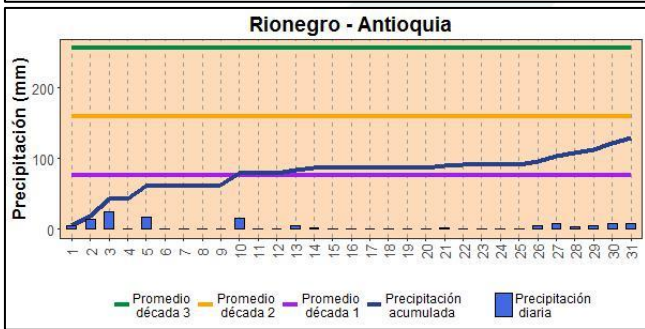 Rionegro - Antioquia
Precipitación (mm)
200
100
0
1 2 3 4 5 6 7 8 9 10 11 12 13 14 15 16 17 18 19 20 21 22 23 24 25 26 27 28 29 30 31
Promedio década 3
Promedio década 2
Promedio década 1
Precipitación acumulada
Precipitación diaria